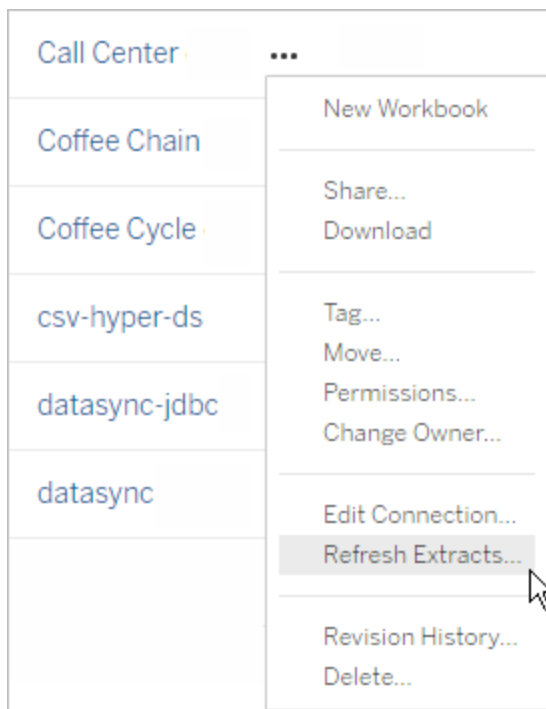 Call Center
...
New Workbook
Coffee Chain
Share...
Download
Coffee Cycle
Tag...
csv-hyper-ds
Move...
Permissions...
datasync-jdbc
Change Owner...
datasync
Edit Connection...
Refresh Extracts...
Revision History...
Delete...